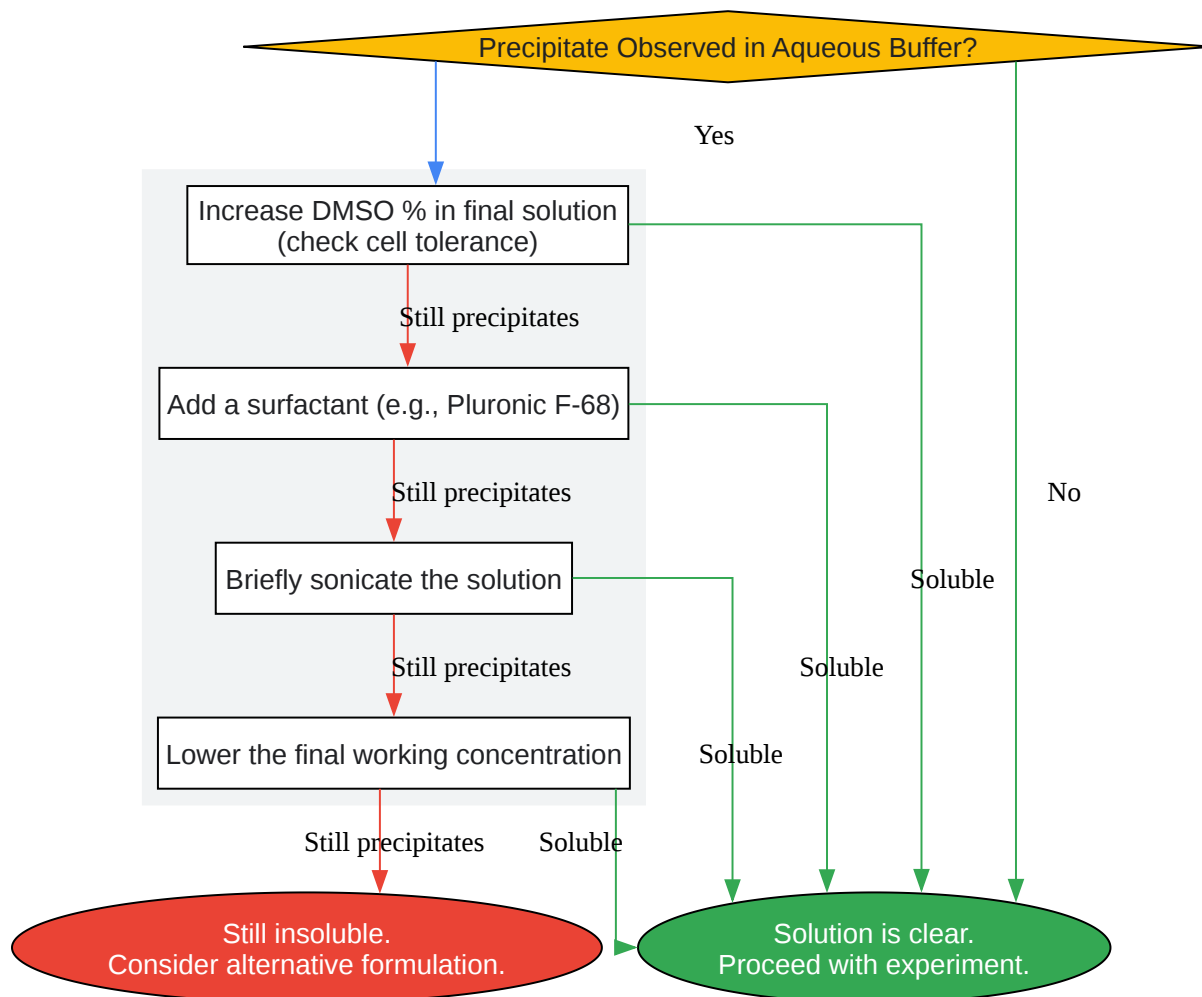 Precipitate Observed in Aqueous Buffer?
Yes
Increase DMSO % in final solution
(check cell tolerance)
Still precipitates
Add a surfactant (e.g., Pluronic F-68)
Still precipitates
No
Briefly sonicate the solution
Soluble
Still precipitates
Soluble
Lower the final working concentration
Soluble
Still precipitates
Soluble
Still insoluble.
Consider alternative formulation.
Solution is clear.
Proceed with experiment.